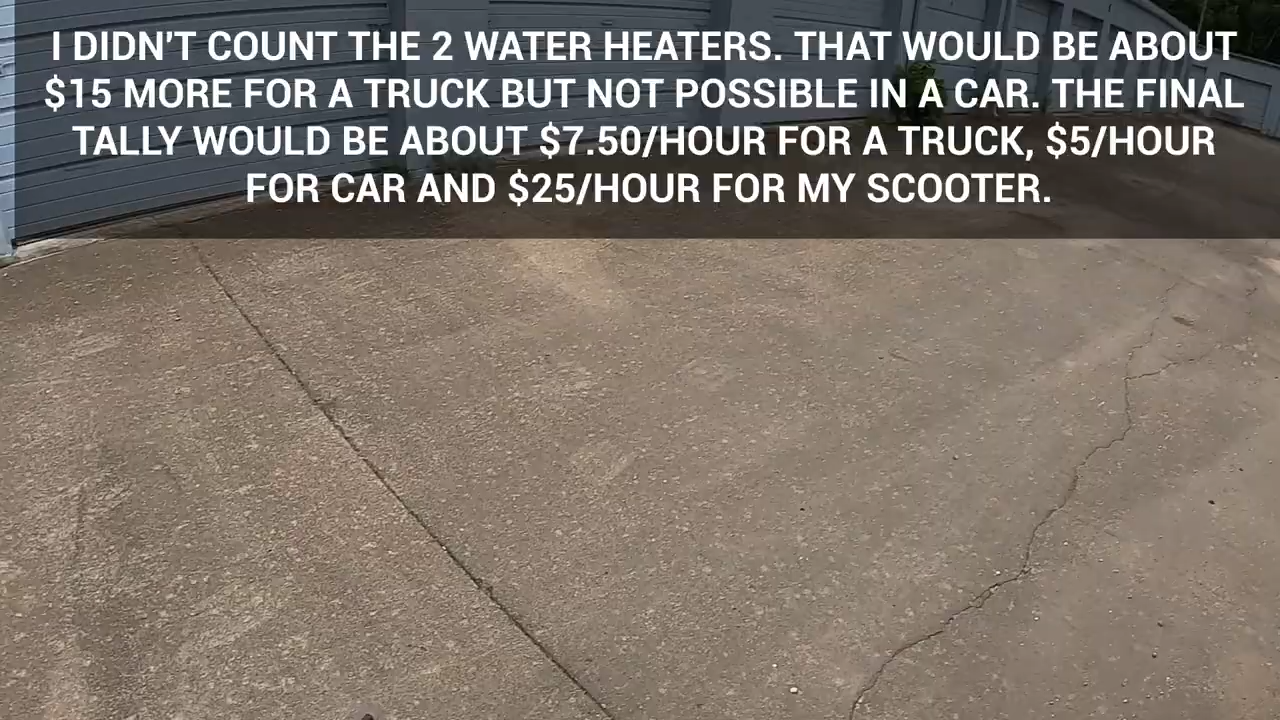 I DIDN'T COUNT THE 2 WATER HEATERS. THAT WOULD BE ABOUT
$15 MORE FOR A TRUCK BUT NOT POSSIBLE IN A CAR. THE FINAL
TALLY WOULD BE ABOUT $7.50/HOUR FOR A TRUCK, $5/HOUR
FOR CAR AND $25/HOUR FOR MY SCOOTER.